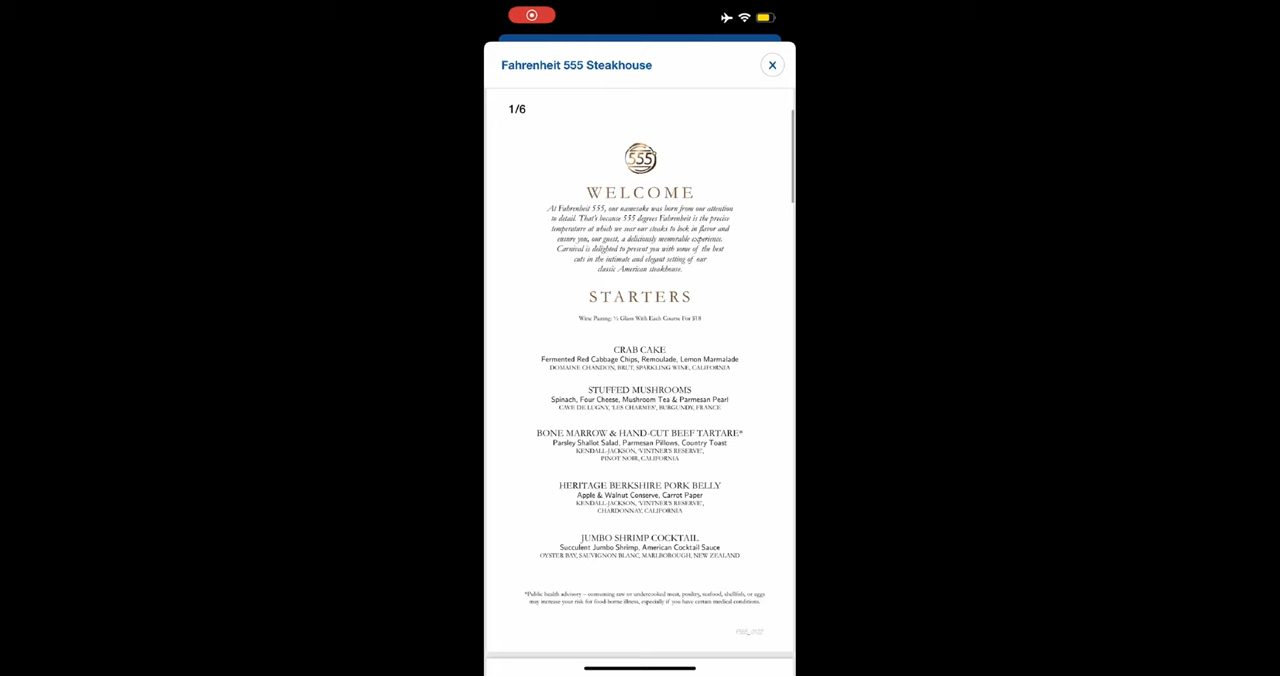 Fahrenheit 555 Steakhouse
X
1/6
555
WELCOME
At Fahrenheit 555, our namesake was born from our attention
to detail. That's because 555 degrees Fahrenheit is the precise
temperature at which we sear our steaks to lock in flavor and
ensure you, our guest, a deliciously memorable experience.
Carnival is delighted to present you with some of the best
cuts in the intimate and elegant setting of our
classic American steakhouse.
STARTERS
Wine Pairing: ½ Glass With Each Course For $18
CRAB CAKE
Fermented Red Cabbage Chips, Remoulade, Lemon Marmalade
DOMAINE CHANDON, BRUT, SPARKLING WINE, CALIFORNIA
STUFFED MUSHROOMS
Spinach, Four Cheese, Mushroom Tea & Parmesan Pearl
CAVE DE LUGNY, 'LES CHARMES', BURGUNDY, FRANCE
BONE MARROW & HAND-CUT BEEF TARTARE*
Parsley Shallot Salad, Parmesan Pillows, Country Toast
KENDALL-JACKSON, 'VINTNER'S RESERVE',
PINOT NOIR, CALIFORNIA
HERITAGE BERKSHIRE PORK BELLY
Apple & Walnut Conserve, Carrot Paper
KENDALL-JACKSON, 'VINTNER'S RESERVE',
CHARDONNAY, CALIFORNIA
JUMBO SHRIMP COCKTAIL
Succulent Jumbo Shrimp, American Cocktail Sauce
OYSTER BAY, SAUVIGNON BLANC, MARLBOROUGH, NEW ZEALAND
*Public health advisory – consuming raw or undercooked meat, poultry, seafood, shellfish, or eggs
may increase your risk for food-borne illness, especially if you have certain medical conditions.